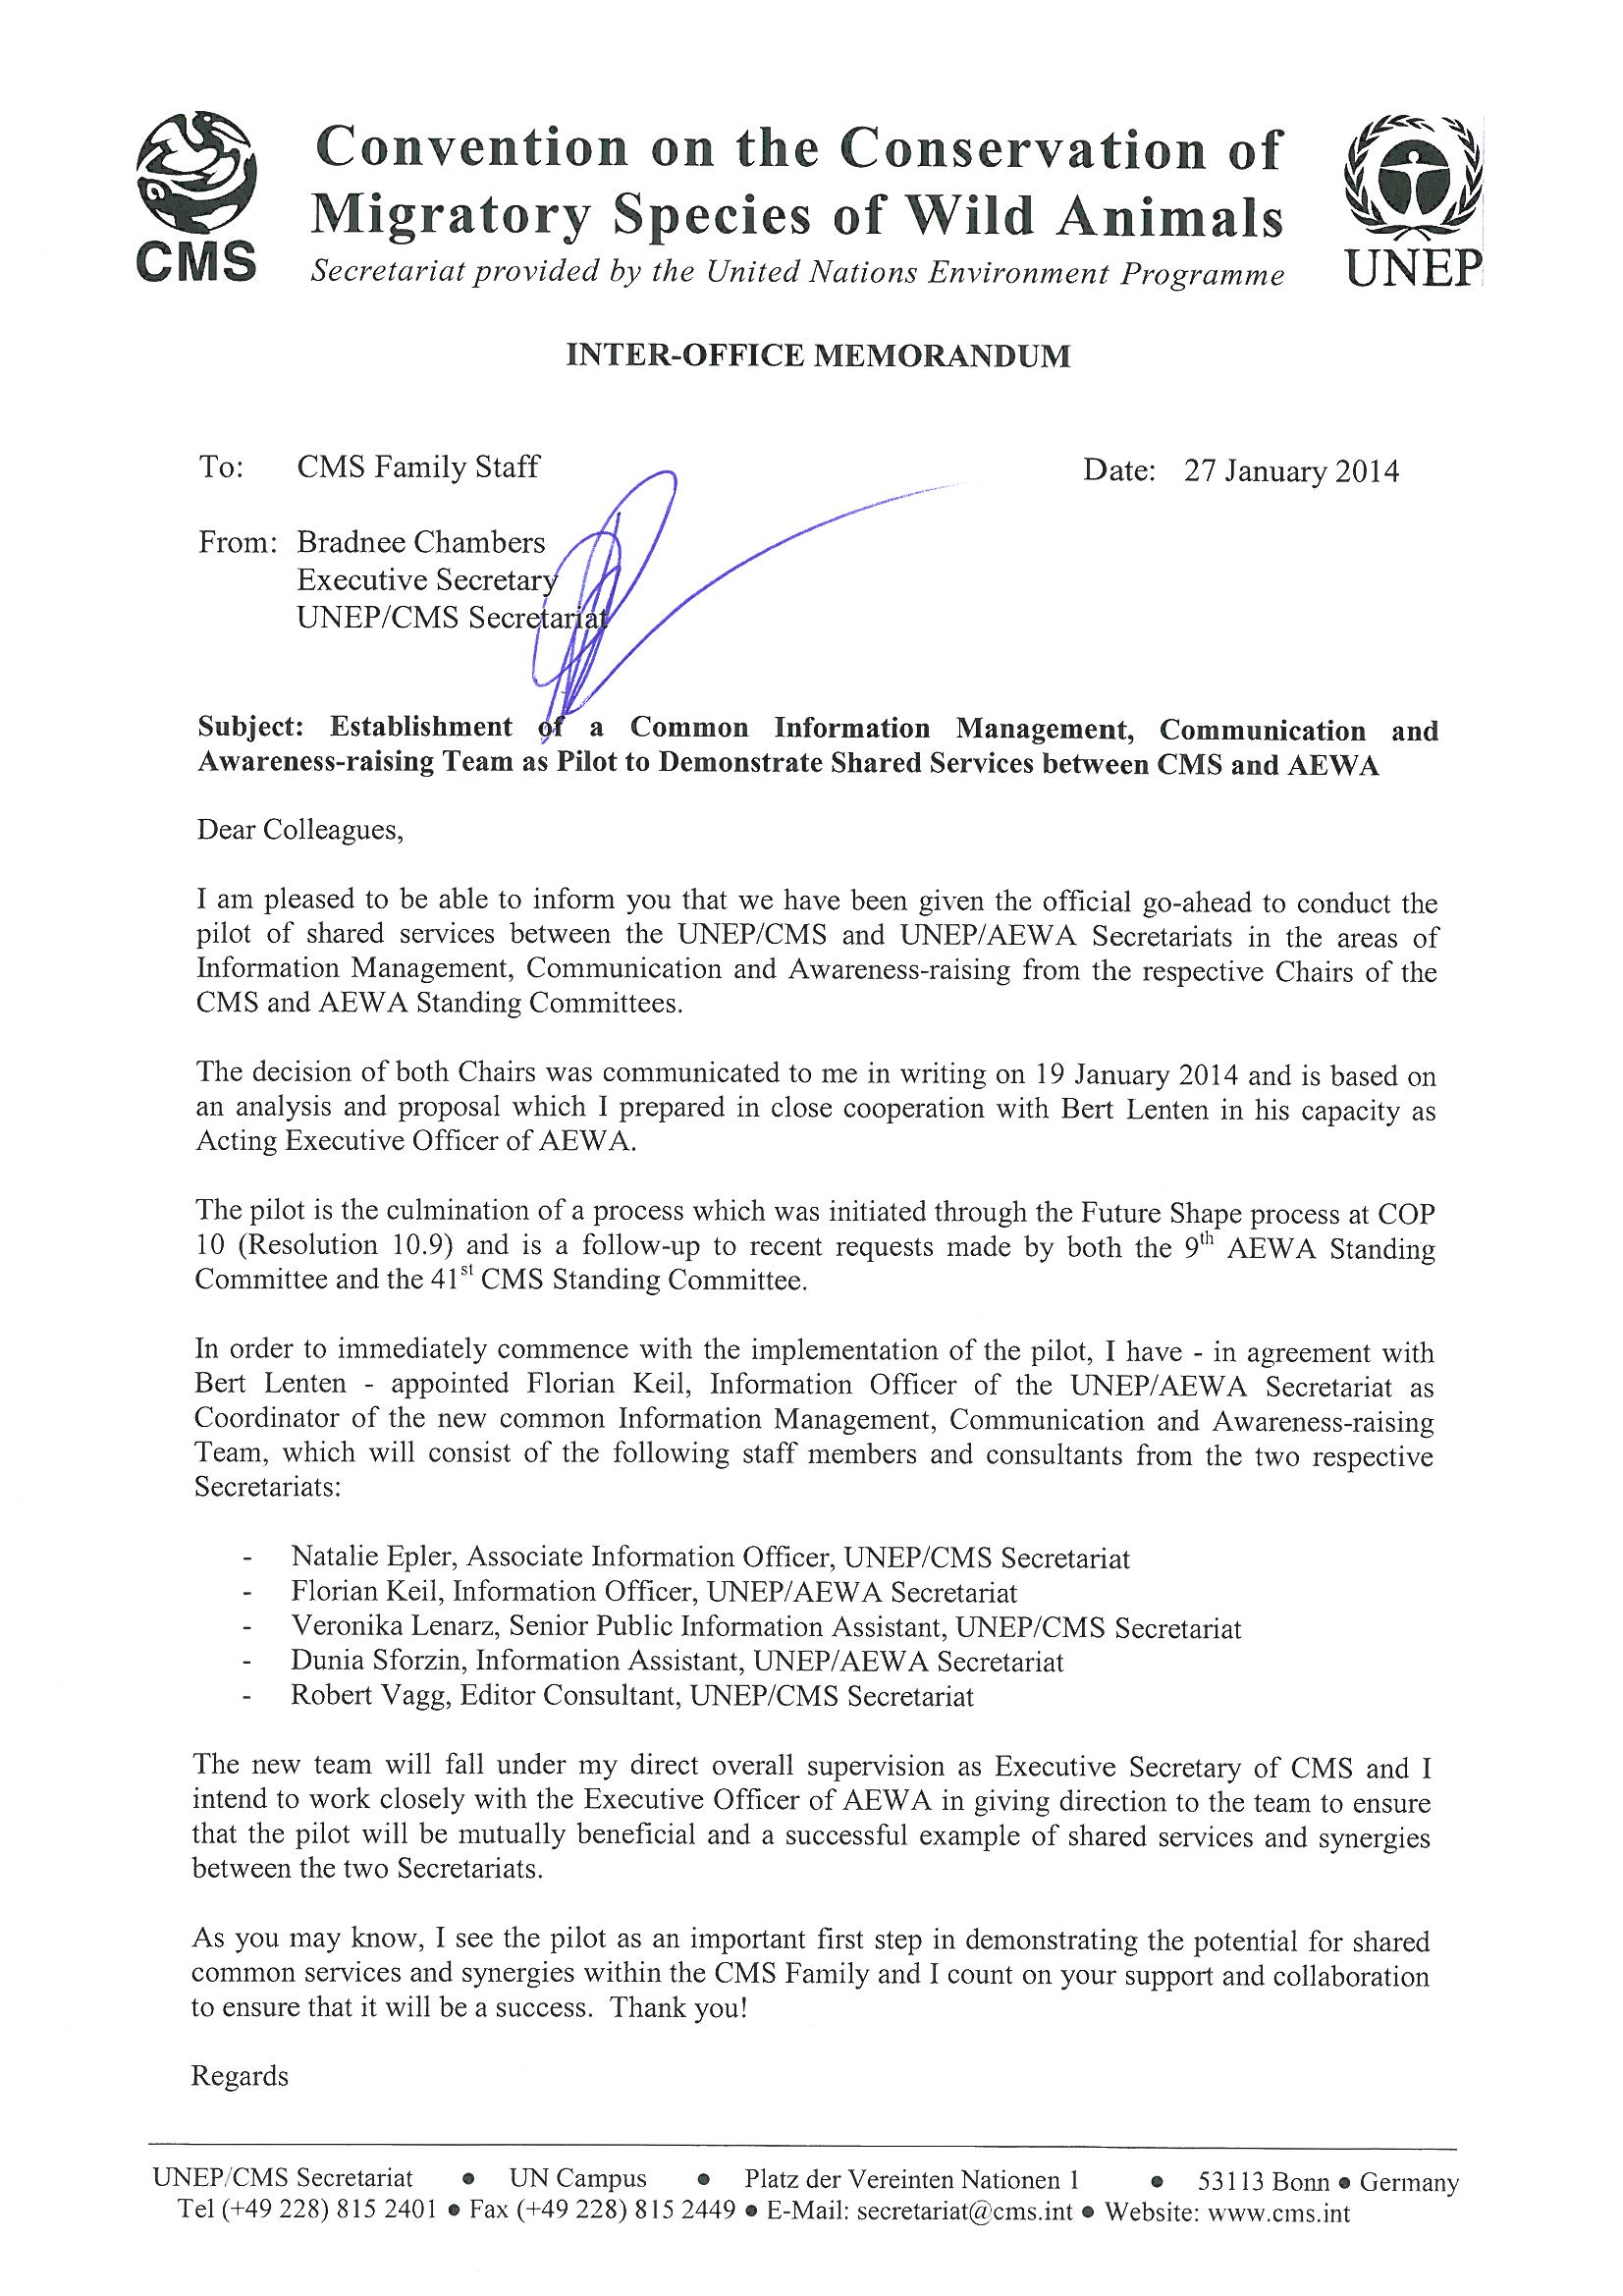 Convention on the Conservation of
Migratory Species of Wild Animals
Secretariat provided by the United Nations Environment Programme
CMS
UNEP
INTER-OFFICE MEMORANDUM
To: CMS Family Staff
Date: 27 January 2014
From: Bradnee Chambers
Executive Secretary
UNEP/CMS Secretariat
Subject: Establishment of a Common Information Management, Communication and
Awareness-raising Team as Pilot to Demonstrate Shared Services between CMS and AEWA
Dear Colleagues,
I am pleased to be able to inform you that we have been given the official go-ahead to conduct the
pilot of shared services between the UNEP/CMS and UNEP/AEWA Secretariats in the areas of
Information Management, Communication and Awareness-raising from the respective Chairs of the
CMS and AEWA Standing Committees.
The decision of both Chairs was communicated to me in writing on 19 January 2014 and is based on
an analysis and proposal which I prepared in close cooperation with Bert Lenten in his capacity as
Acting Executive Officer of AEWA.
The pilot is the culmination of a process which was initiated through the Future Shape process at COP
10 (Resolution 10.9) and is a follow-up to recent requests made by both the 9th AEWA Standing
Committee and the 41st CMS Standing Committee.
In order to immediately commence with the implementation of the pilot, I have - in agreement with
Bert Lenten - appointed Florian Keil, Information Officer of the UNEP/AEWA Secretariat as
Coordinator of the new common Information Management, Communication and Awareness-raising
Team, which will consist of the following staff members and consultants from the two respective
Secretariats:
- Natalie Epler, Associate Information Officer, UNEP/CMS Secretariat
- Florian Keil, Information Officer, UNEP/AEWA Secretariat
- Veronika Lenarz, Senior Public Information Assistant, UNEP/CMS Secretariat
- Dunia Sforzin, Information Assistant, UNEP/AEWA Secretariat
- Robert Vagg, Editor Consultant, UNEP/CMS Secretariat
The new team will fall under my direct overall supervision as Executive Secretary of CMS and I
intend to work closely with the Executive Officer of AEWA in giving direction to the team to ensure
that the pilot will be mutually beneficial and a successful example of shared services and synergies
between the two Secretariats.
As you may know, I see the pilot as an important first step in demonstrating the potential for shared
common services and synergies within the CMS Family and I count on your support and collaboration
to ensure that it will be a success. Thank you!
Regards
UNEP/CMS Secretariat ● UN Campus ● Platz der Vereinten Nationen 1 ● 53113 Bonn ● Germany
Tel (+49 228) 815 2401 ● Fax (+49 228) 815 2449 ● E-Mail: secretariat@cms.int ● Website: www.cms.int